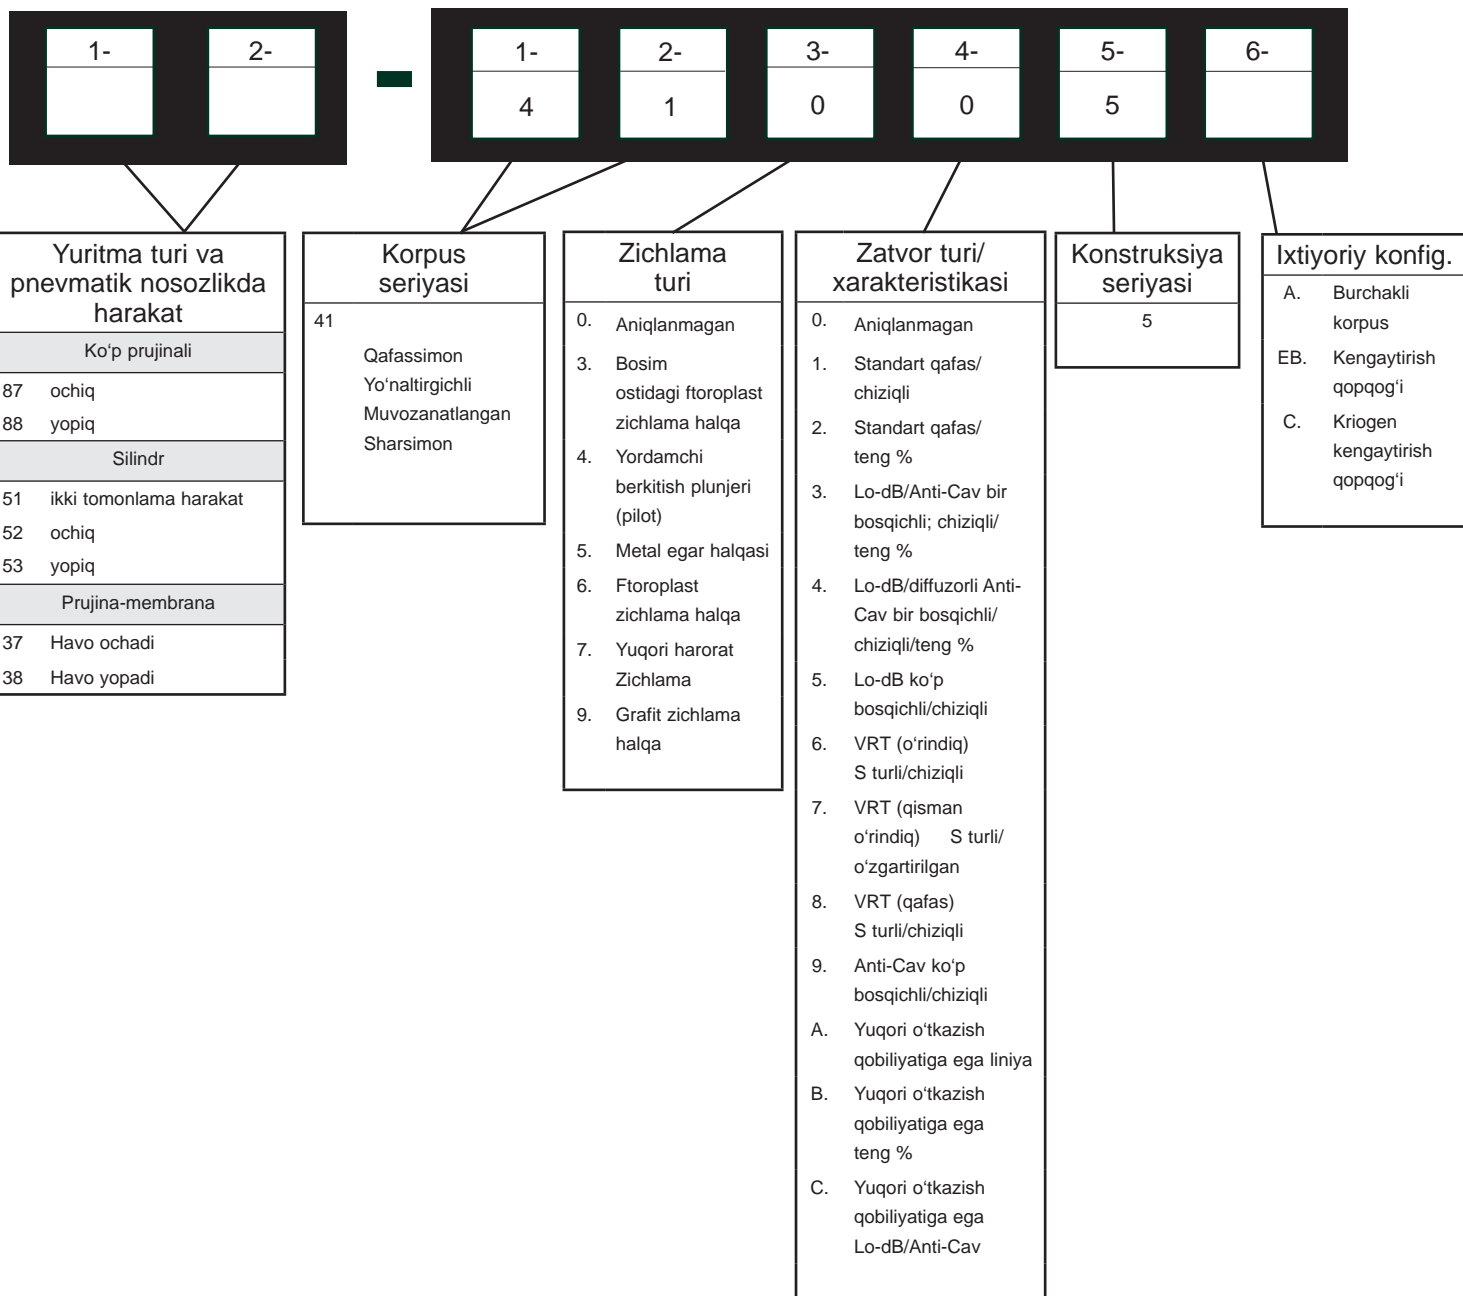 1-
2-
1-
2-
3-
4-
5-
6-
4
1
0
0
5
Yuritma turi va
pnevmatik nosozlikda
harakat
Ko‘p prujinali
87 ochiq
88 yopiq
Silindr
51 ikki tomonlama harakat
52 ochiq
53 yopiq
Prujina-membrana
37 Havo ochadi
38 Havo yopadi
Korpus
seriyasi
41
Qafassimon
Yo‘naltirgichli
Muvozanatlangan
Sharsimon
Zichlama
turi
0. Aniqlanmagan
3. Bosim
ostidagi ftoroplast
zichlama halqa
4. Yordamchi
berkitish plunjeri
(pilot)
5. Metal egar halqasi
6. Ftoroplast
zichlama halqa
7. Yuqori harorat
Zichlama
9. Grafit zichlama
halqa
Zatvor turi/
xarakteristikasi
0. Aniqlanmagan
1. Standart qafas/
chiziqli
2. Standart qafas/
teng %
3. Lo-dB/Anti-Cav bir
bosqichli; chiziqli/
teng %
4. Lo-dB/diffuzorli Anti-
Cav bir bosqichli/
chiziqli/teng %
5. Lo-dB ko‘p
bosqichli/chiziqli
6. VRT (o‘rindiq)
S turli/chiziqli
7. VRT (qisman
o‘rindiq) S turli/
o‘zgartirilgan
8. VRT (qafas)
S turli/chiziqli
9. Anti-Cav ko‘p
bosqichli/chiziqli
A. Yuqori o‘tkazish
qobiliyatiga ega liniya
B. Yuqori o‘tkazish
qobiliyatiga ega
teng %
C. Yuqori o‘tkazish
qobiliyatiga ega
Lo-dB/Anti-Cav
Konstruksiya
seriyasi
5
Ixtiyoriy konfig.
A. Burchakli
korpus
EB. Kengaytirish
qopqog‘i
C. Kriogen
kengaytirish
qopqog‘i